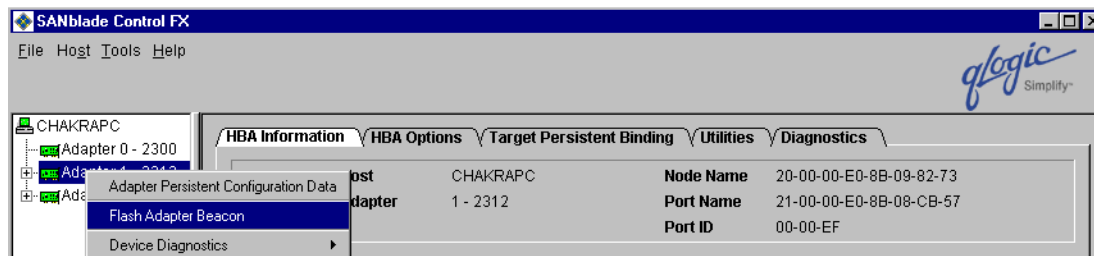 SANblade Control FX
File Host Tools Help
qlogic
Simplify™
CHAKRAPC
Adapter 0 - 2300
HBA Information HBA Options Target Persistent Binding Utilities Diagnostics
Adapter Persistent Configuration Data
Flash Adapter Beacon
Device Diagnostics
CHAKRAPC Node Name 20-00-00-E0-8B-09-82-73
1 - 2312 Port Name 21-00-00-E0-8B-08-CB-57
Port ID 00-00-EF